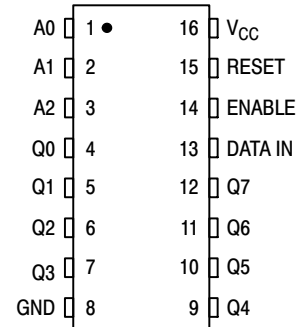 A0 1 16 VCC
A1 2 15 RESET
A2 3 14 ENABLE
Q0 4 13 DATA IN
Q1 5 12 Q7
Q2 6 11 Q6
Q3 7 10 Q5
GND 8 9 Q4